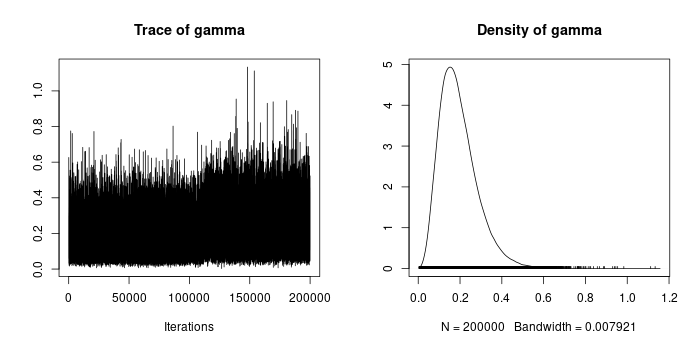 Trace of gamma
0.0 0.2 0.4 0.6 0.8 1.0
0 50000 100000 150000 200000
Iterations
Density of gamma
0 1 2 3 4 5
0.0 0.2 0.4 0.6 0.8 1.0 1.2
N = 200000 Bandwidth = 0.007921